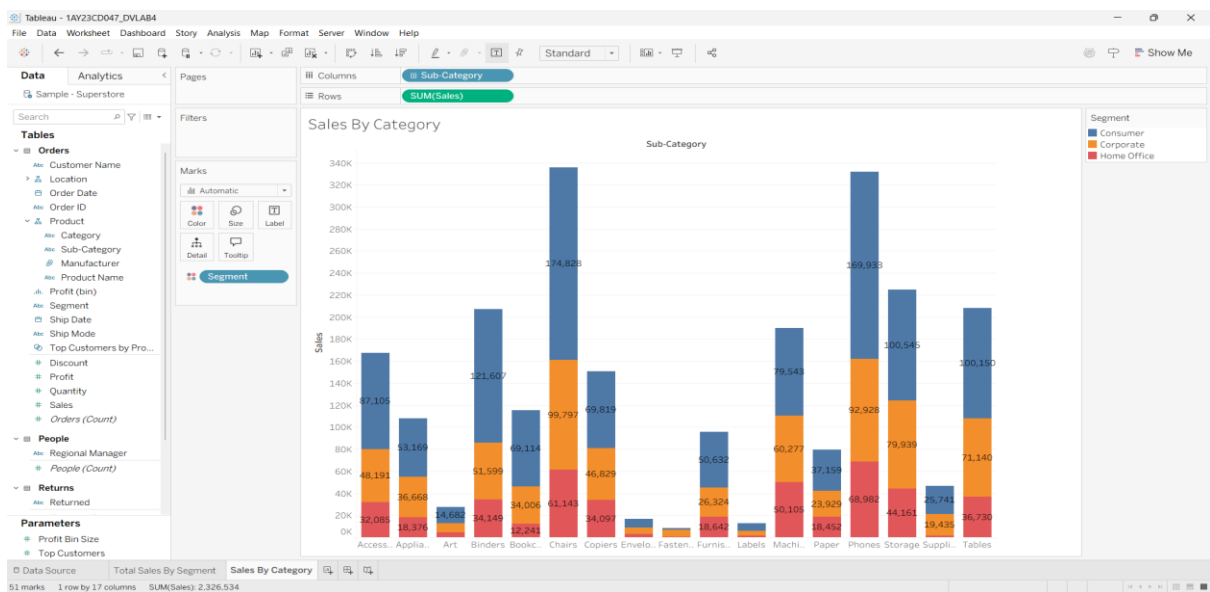 Tableau - 1AY23CD047_DVLAB4
File Data Worksheet Dashboard Story Analysis Map Format Server Window Help
Standard
Show Me
Data Analytics
Sample - Superstore
Search
Tables
Orders
Abc Customer Name
Location
Order Date
Abc Order ID
Product
Abc Category
Abc Sub-Category
Manufacturer
Abc Product Name
Profit (bin)
Abc Segment
Ship Date
Abc Ship Mode
Top Customers by Pro...
# Discount
# Profit
# Quantity
# Sales
# Orders (Count)
People
Abc Regional Manager
# People (Count)
Returns
Abc Returned
Parameters
# Profit Bin Size
# Top Customers
Pages
Filters
Marks
Automatic
Color Size Label
Detail Tooltip
Segment
Columns Sub-Category
Rows SUM(Sales)
Sales By Category
Sub-Category
Sales
340K
320K
300K
280K
260K
240K
220K
200K
180K
160K
140K
120K
100K
80K
60K
40K
20K
0K
87,105
48,191
32,085
53,169
36,668
18,376
14,682
121,607
51,599
34,149
69,114
34,006
12,241
174,828
99,797
61,143
69,819
46,829
34,097
50,632
26,324
18,642
79,543
60,277
50,105
37,159
23,929
18,452
169,933
92,928
68,982
100,545
79,939
44,161
25,741
19,435
100,150
71,140
36,730
Access.. Applia.. Art Binders Bookc.. Chairs Copiers Envelo.. Fasten.. Furnis.. Labels Machi.. Paper Phones Storage Suppli.. Tables
Segment
Consumer
Corporate
Home Office
Data Source Total Sales By Segment Sales By Category
51 marks 1 row by 17 columns SUM(Sales): 2,326,534